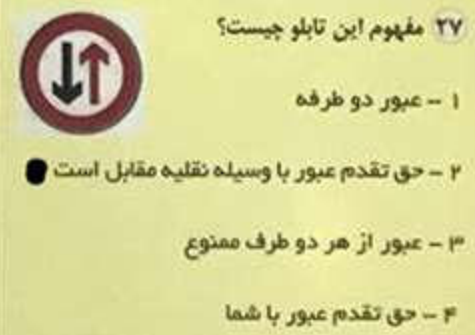 ۲۷ مفهوم این تابلو چیست؟
۱ – عبور دو طرفه
۲ – حق تقدم عبور با وسیله نقلیه مقابل است
۳ – عبور از هر دو طرف ممنوع
۴ – حق تقدم عبور با شما